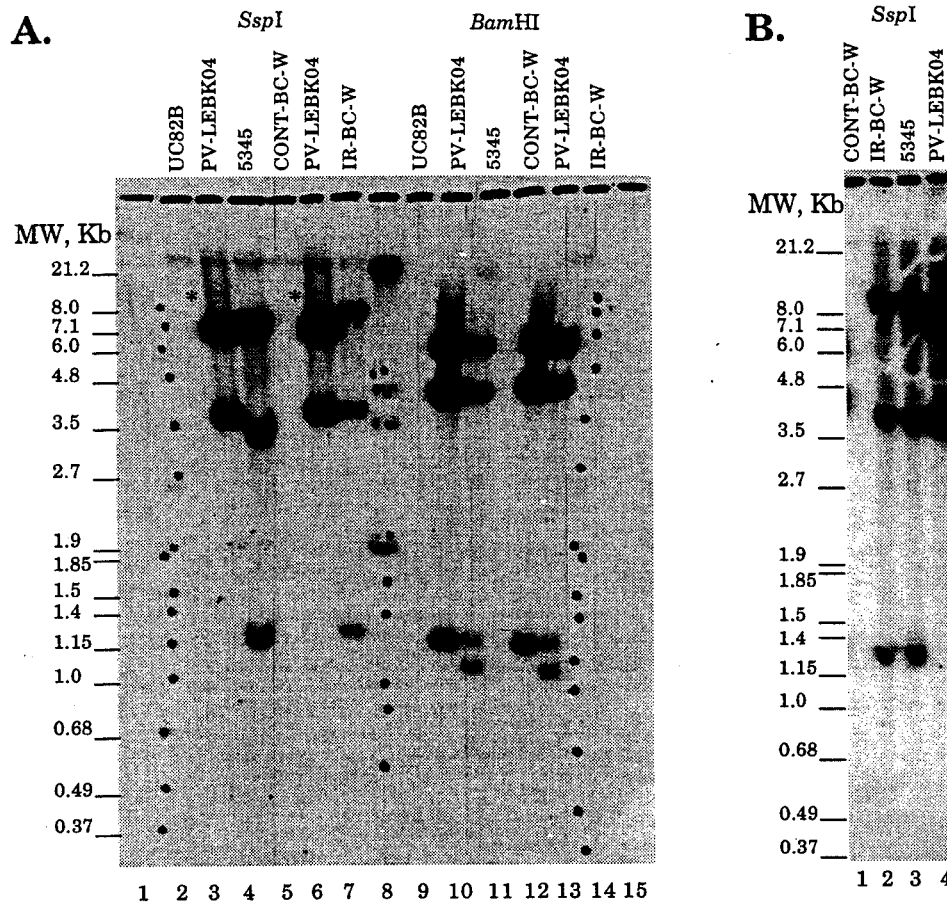 A.
SspI
BamHI
UC82B
PV-LEBK04
5345
CONT-BC-W
PV-LEBK04
IR-BC-W
UC82B
PV-LEBK04
5345
CONT-BC-W
PV-LEBK04
IR-BC-W
MW, Kb
21.2
8.0
7.1
6.0
4.8
3.5
2.7
1.9
1.85
1.5
1.4
1.15
1.0
0.68
0.49
0.37
*
*
1 2 3 4 5 6 7 8 9 10 11 12 13 14 15
B.
SspI
CONT-BC-W
IR-BC-W
5345
PV-LEBK04
MW, Kb
21.2
8.0
7.1
6.0
4.8
3.5
2.7
1.9
1.85
1.5
1.4
1.15
1.0
0.68
0.49
0.37
1 2 3 4